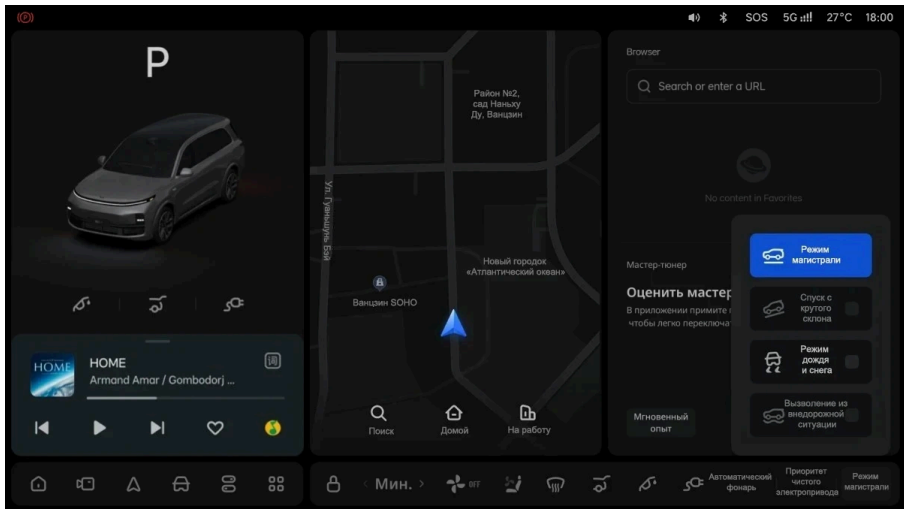 (P)
SOS
5G
27°C
18:00
P
HOME
HOME
Armand Amar / Gombodorj ...
词
Район №2,
сад Наньху
Ду, Ванцзин
Ул. Гуаньшунь Бэй
Новый городок
«Атлантический океан»
Ванцзин SOHO
Поиск
Домой
На работу
Browser
Search or enter a URL
No content in Favorites
Мастер-тюнер
Оценить мастер
В приложении примите
чтобы легко переключа
Мгновенный
опыт
Режим
магистрали
Спуск с
крутого
склона
Режим
дождя
и снега
Вызволение из
внедорожной
ситуации
< Мин. >
OFF
Автоматический
фонарь
Приоритет
чистого
электропривода
Режим
магистрали